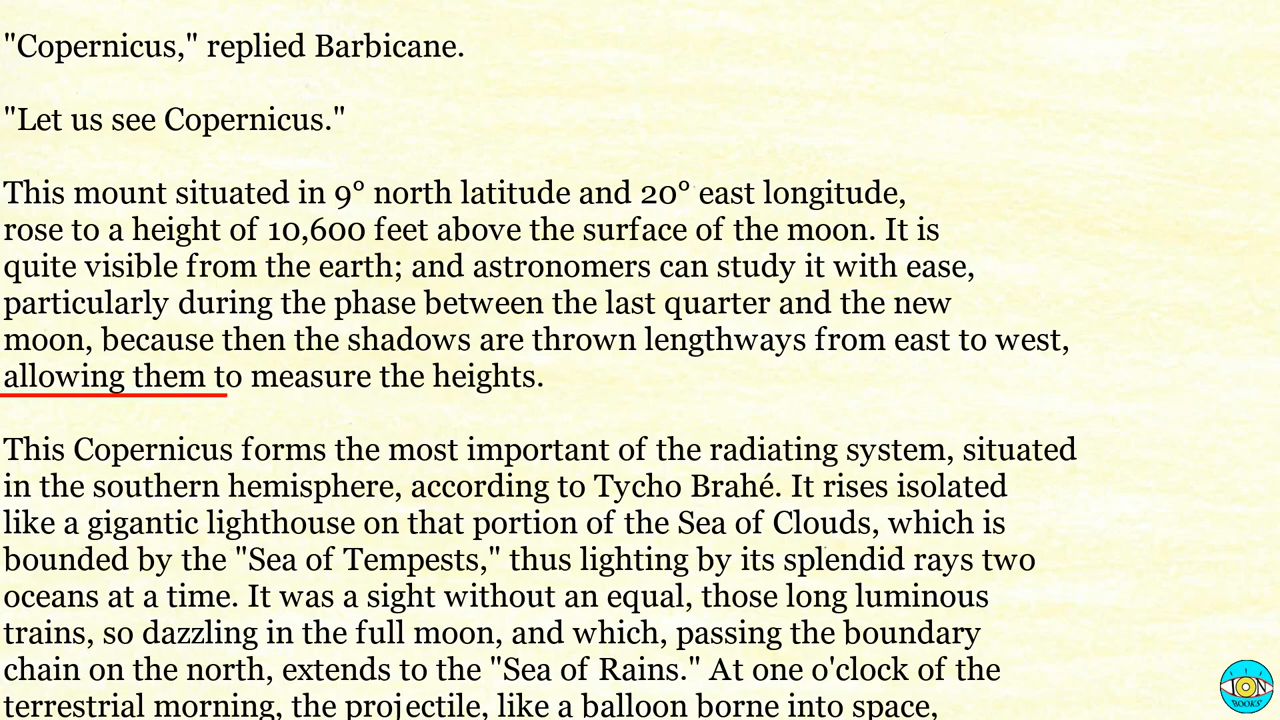 "Copernicus," replied Barbicane.
"Let us see Copernicus."
This mount situated in 9° north latitude and 20° east longitude,
rose to a height of 10,600 feet above the surface of the moon. It is
quite visible from the earth; and astronomers can study it with ease,
particularly during the phase between the last quarter and the new
moon, because then the shadows are thrown lengthways from east to west,
allowing them to measure the heights.
This Copernicus forms the most important of the radiating system, situated
in the southern hemisphere, according to Tycho Brahé. It rises isolated
like a gigantic lighthouse on that portion of the Sea of Clouds, which is
bounded by the "Sea of Tempests," thus lighting by its splendid rays two
oceans at a time. It was a sight without an equal, those long luminous
trains, so dazzling in the full moon, and which, passing the boundary
chain on the north, extends to the "Sea of Rains." At one o'clock of the
terrestrial morning, the projectile, like a balloon borne into space,
ION
BOOKS